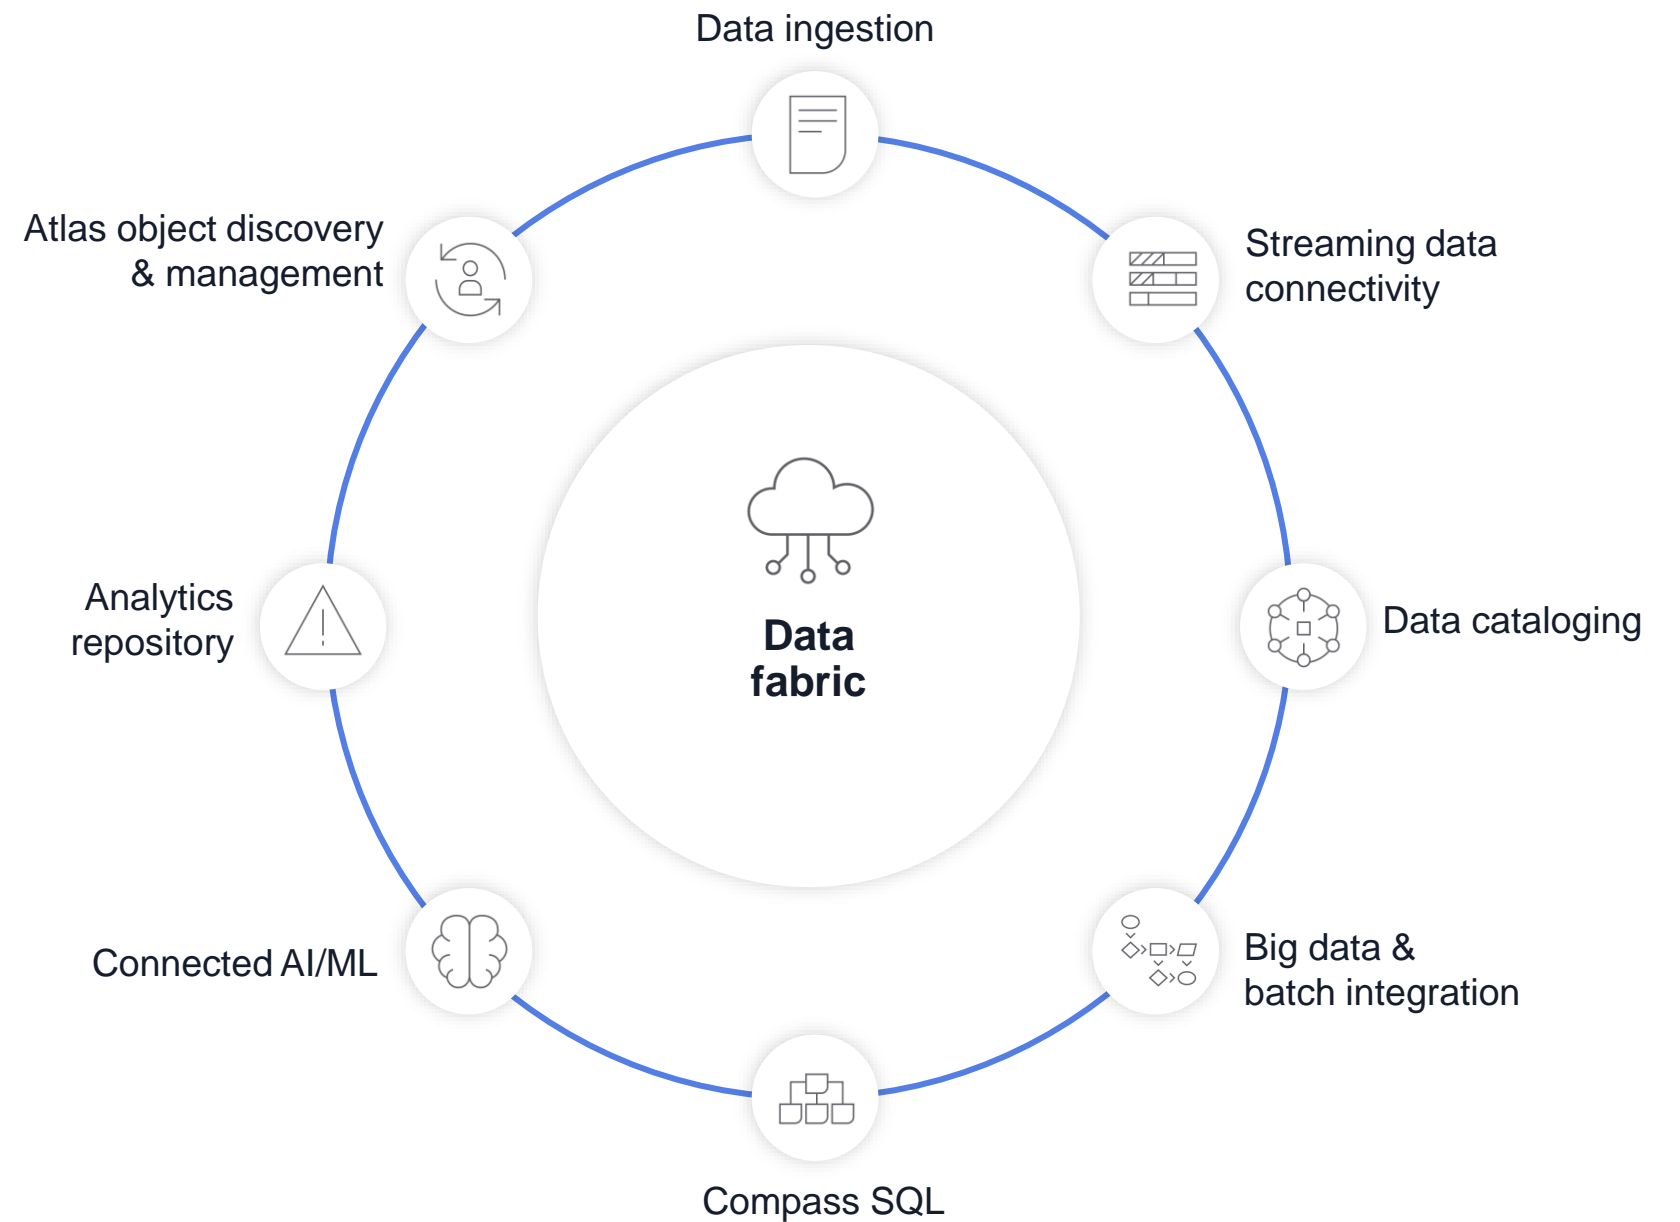 Data ingestion
Streaming data
connectivity
Data cataloging
Big data &
batch integration
Compass SQL
Connected AI/ML
Analytics
repository
Atlas object discovery
& management
Data
fabric